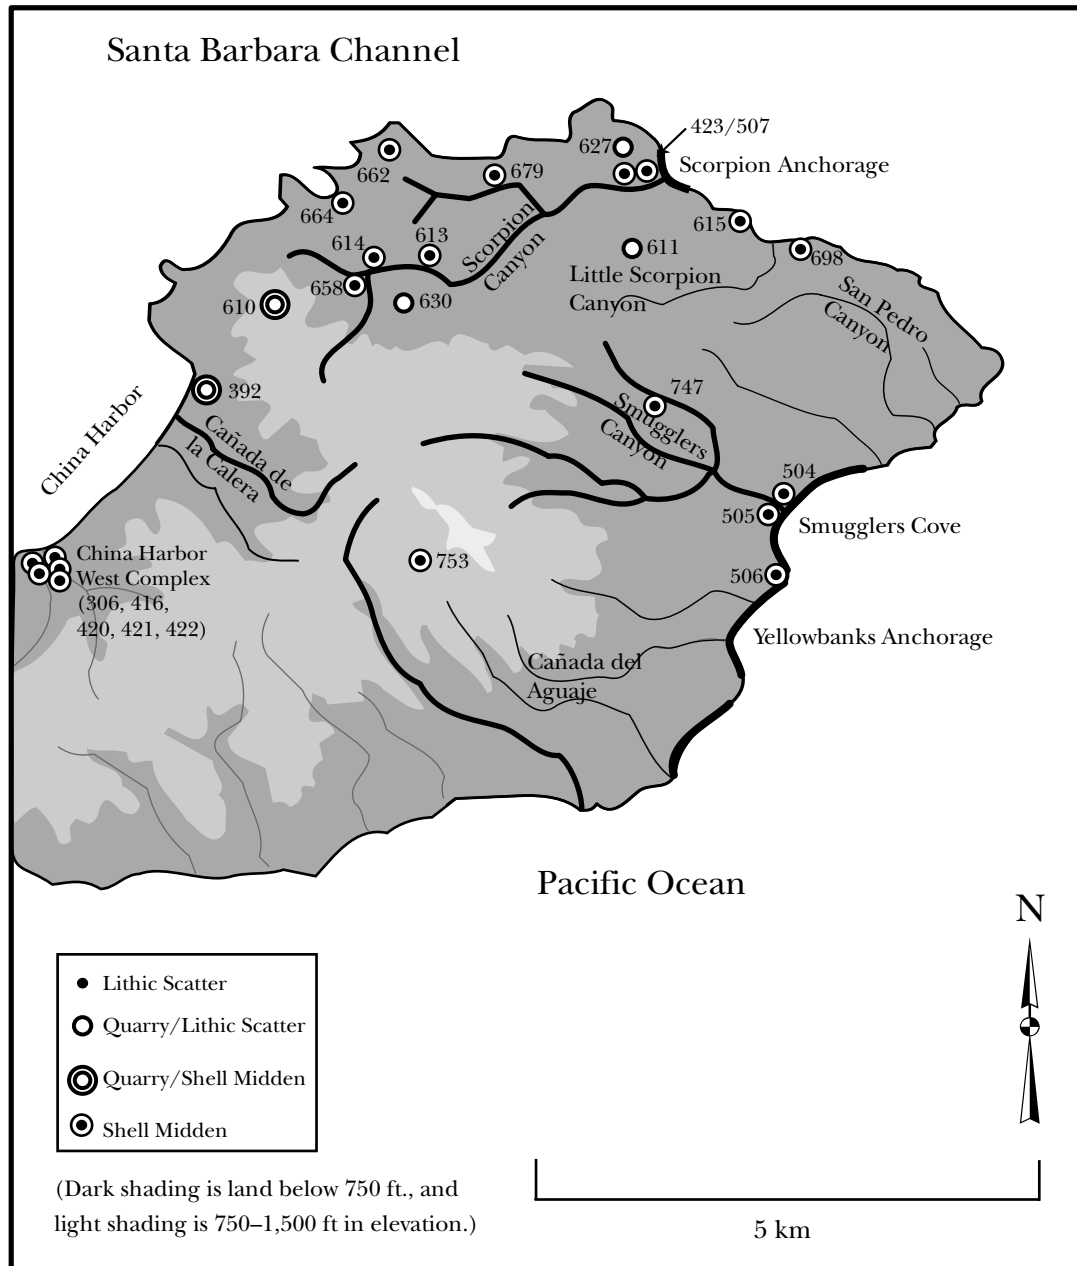 Santa Barbara Channel
423/507
627
Scorpion Anchorage
662
679
664
615
613
614
611
698
Scorpion
Canyon
Little Scorpion
Canyon
658
610
630
San Pedro
Canyon
747
392
Smugglers
Canyon
China Harbor
Cañada de
la Calera
504
505
Smugglers Cove
China Harbor
West Complex
(306, 416,
420, 421, 422)
753
506
Yellowbanks Anchorage
Cañada del
Aguaje
Pacific Ocean
N
Lithic Scatter
Quarry/Lithic Scatter
Quarry/Shell Midden
Shell Midden
(Dark shading is land below 750 ft., and
light shading is 750–1,500 ft in elevation.)
5 km